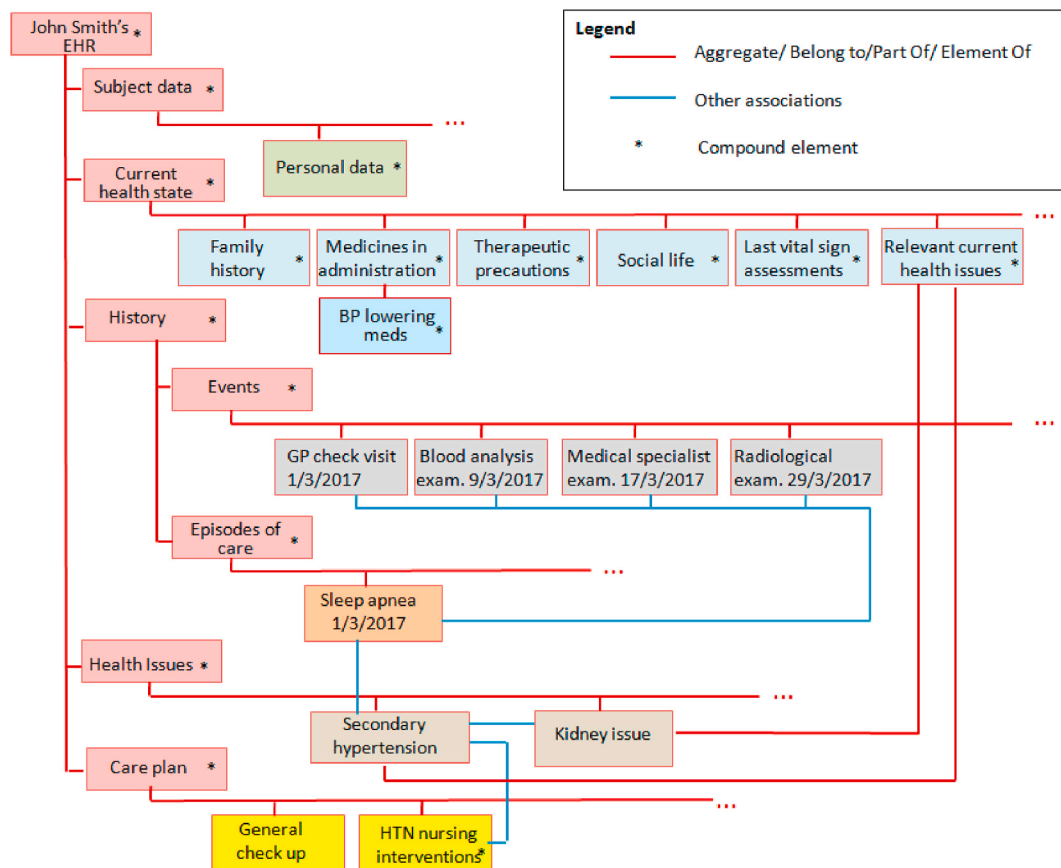 John Smith's *
EHR
Legend
Aggregate/ Belong to/Part Of/ Element Of
Other associations
* Compound element
Subject data *
...
Personal data *
Current
health state *
...
Family
history *
Medicines in
administration *
Therapeutic
precautions *
Social life *
Last vital sign
assessments *
Relevant current
health issues *
BP lowering
meds *
History *
Events *
...
GP check visit
1/3/2017
Blood analysis
exam. 9/3/2017
Medical specialist
exam. 17/3/2017
Radiological
exam. 29/3/2017
Episodes of
care *
...
Sleep apnea
1/3/2017
Health Issues *
...
Secondary
hypertension
Kidney issue
Care plan *
...
General
check up
HTN nursing
interventions *